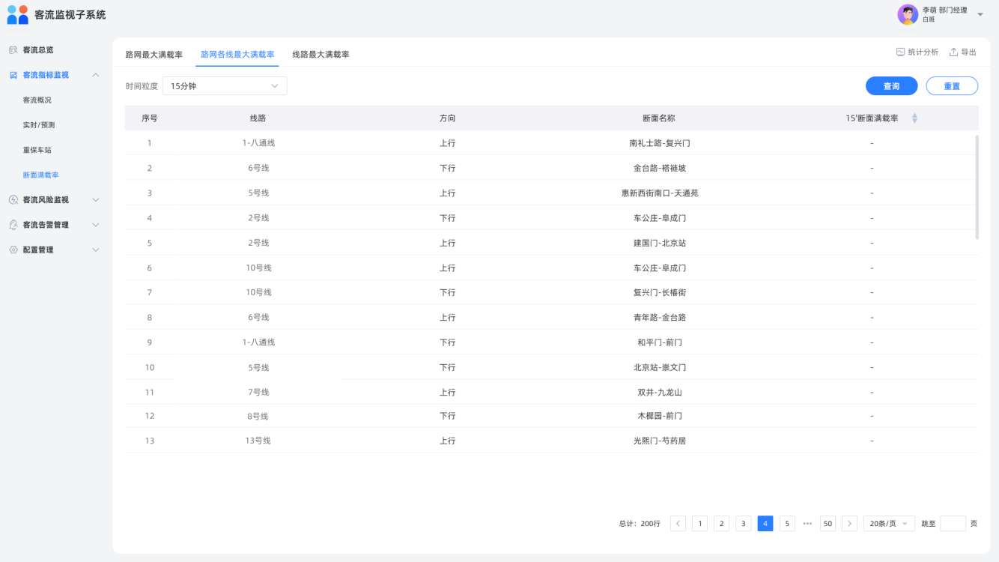 客流监视子系统
李萌 部门经理
白班
客流总览
客流指标监视
客流概况
实时/预测
重保车站
断面满载率
客流风险监视
客流告警管理
配置管理
路网最大满载率 路网各线最大满载率 线路最大满载率
统计分析 导出
时间粒度 15分钟 查询 重置
序号 线路 方向 断面名称 15'断面满载率
1 1-八通线 上行 南礼士路-复兴门 -
2 6号线 下行 金台路-褡裢坡 -
3 5号线 上行 惠新西街南口-天通苑 -
4 2号线 下行 车公庄-阜成门 -
5 2号线 上行 建国门-北京站 -
6 10号线 上行 车公庄-阜成门 -
7 10号线 下行 复兴门-长椿街 -
8 6号线 上行 青年路-金台路 -
9 1-八通线 下行 和平门-前门 -
10 5号线 下行 北京站-崇文门 -
11 7号线 上行 双井-九龙山 -
12 8号线 下行 木樨园-前门 -
13 13号线 上行 光熙门-芍药居 -
总计：200行 1 2 3 4 5 ••• 50 20条/页 跳至 页